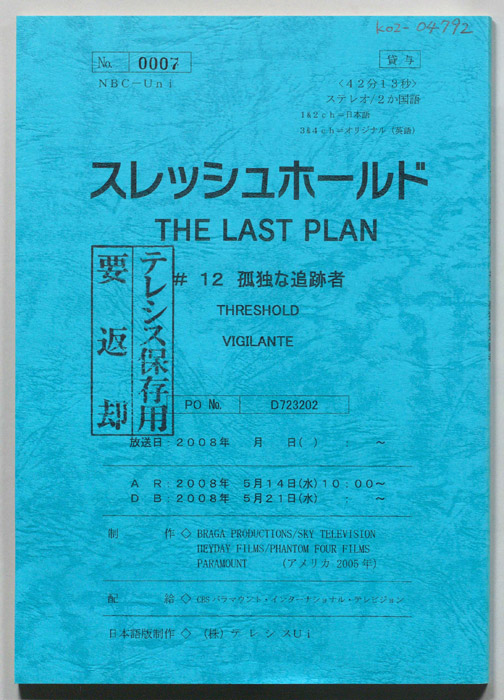 k02-04792
No. 0007
貸与
NBC-Uni
〈42分13秒〉
ステレオ/2か国語
1&2ch=日本語
3&4ch=オリジナル(英語)
スレッシュホールド
THE LAST PLAN
# 12 孤独な追跡者
THRESHOLD
VIGILANTE
テレシス保存用
要返却
PO No. D723202
放送日:2008年 月 日( ) : ~
AR:2008年 5月14日(水)10:00~
DB:2008年 5月21日(水) : ~
制作◇BRAGA PRODUCTIONS/SKY TELEVISION
HEYDAY FILMS/PHANTOM FOUR FILMS
PARAMOUNT (アメリカ 2005年)
配給◇CBSパラマウント・インターナショナル・テレビジョン
日本語版制作◇(株)テレシスUi